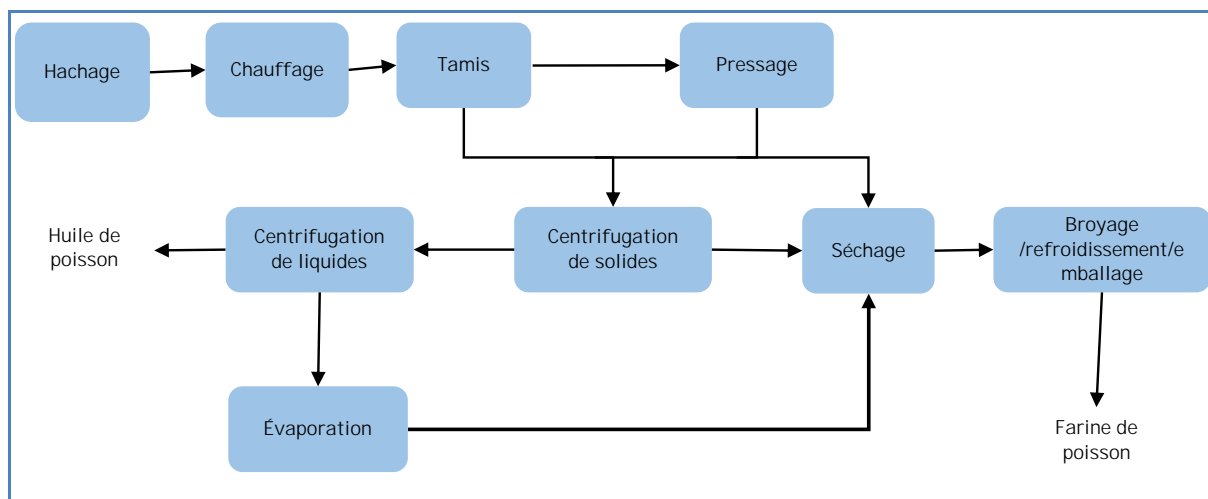 Hachage
Chauffage
Tamis
Pressage
Huile de
poisson
Centrifugation
de liquides
Centrifugation
de solides
Séchage
Broyage
/refroidissement/e
mballage
Évaporation
Farine de
poisson